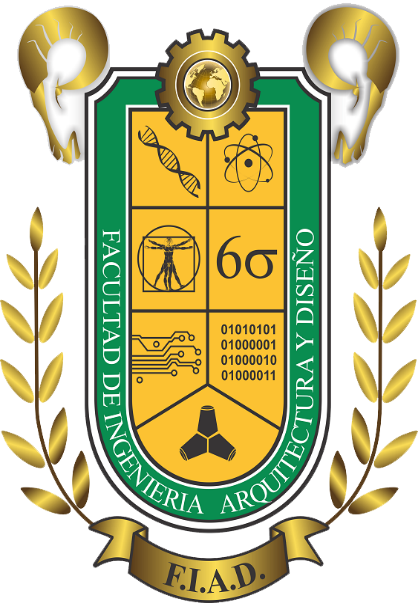 FACULTAD DE INGENIERIA ARQUITECTURA Y DISEÑO
6σ
01010101
01000001
01000010
01000011
F.I.A.D.